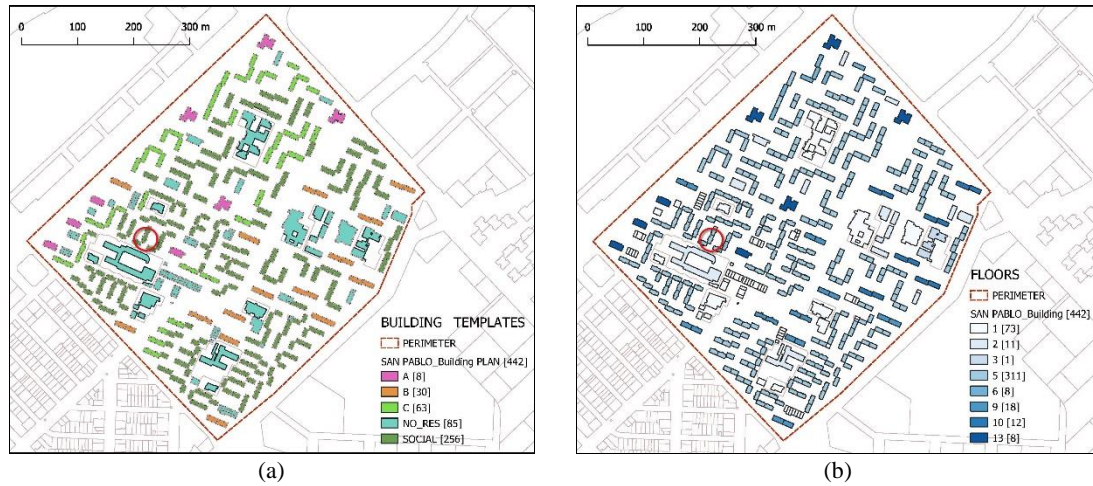 0 100 200 300 m
BUILDING TEMPLATES
PERIMETER
SAN PABLO_Building PLAN [442]
A [8]
B [30]
C [63]
NO_RES [85]
SOCIAL [256]
(a)
0 100 200 300 m
FLOORS
PERIMETER
SAN PABLO_Building [442]
1 [73]
2 [11]
3 [1]
5 [311]
6 [8]
9 [18]
10 [12]
13 [8]
(b)